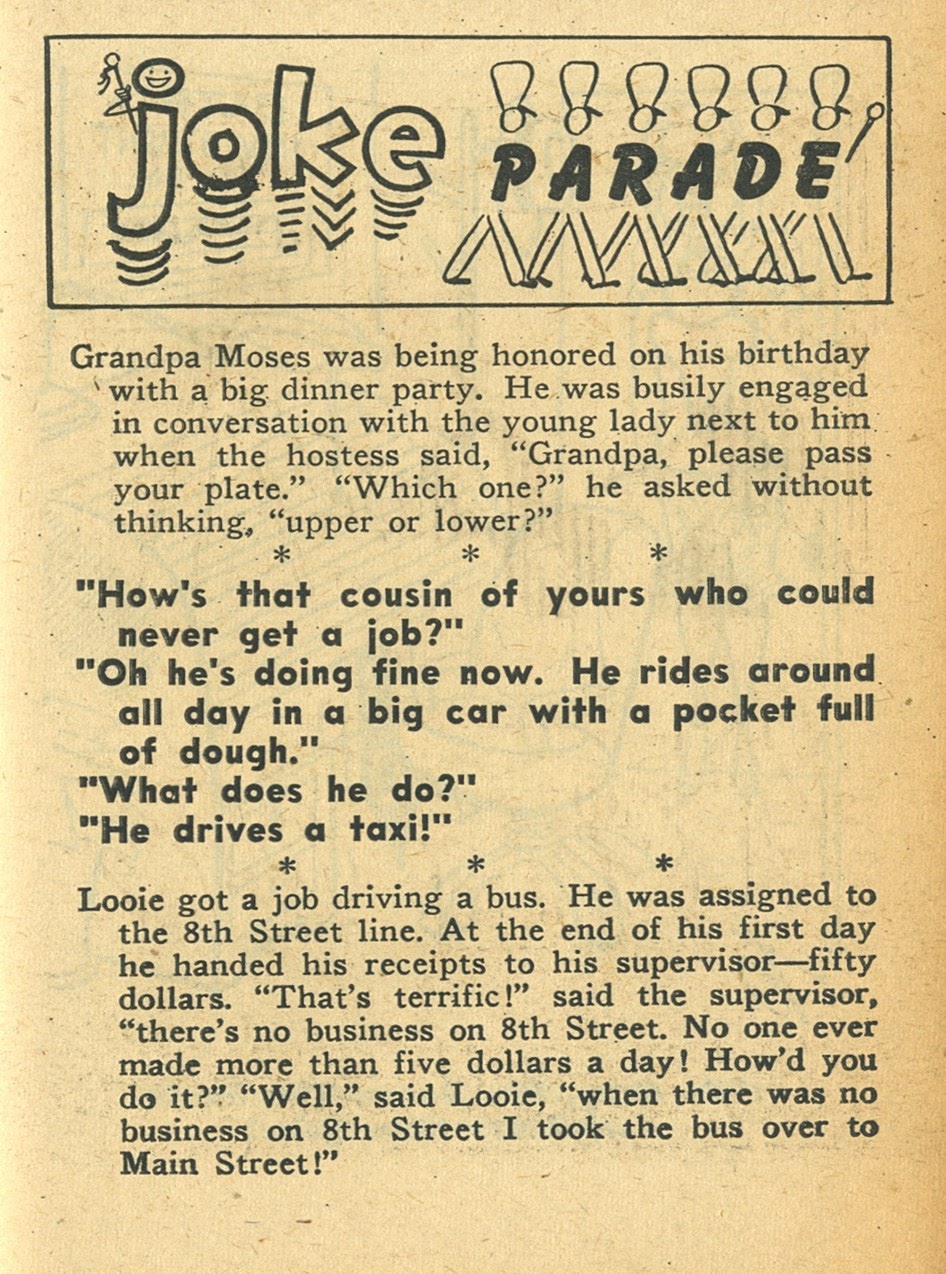 joke
PARADE
Grandpa Moses was being honored on his birthday
with a big dinner party. He was busily engaged
in conversation with the young lady next to him
when the hostess said, “Grandpa, please pass
your plate.” “Which one?” he asked without
thinking, “upper or lower?”
* * *
"How's that cousin of yours who could
never get a job?"
"Oh he's doing fine now. He rides around
all day in a big car with a pocket full
of dough."
"What does he do?"
"He drives a taxi!"
* * *
Looie got a job driving a bus. He was assigned to
the 8th Street line. At the end of his first day
he handed his receipts to his supervisor—fifty
dollars. “That’s terrific!” said the supervisor,
“there’s no business on 8th Street. No one ever
made more than five dollars a day! How’d you
do it?” “Well,” said Looie, “when there was no
business on 8th Street I took the bus over to
Main Street!”